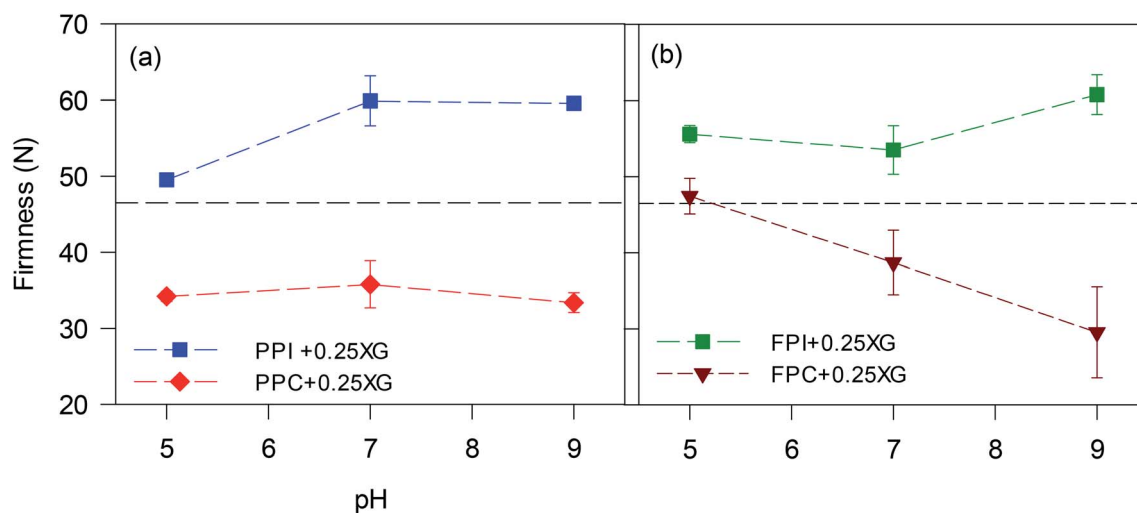 70
60
50
40
30
20
Firmness (N)
(a)
PPI +0.25XG
PPC+0.25XG
5 6 7 8 9
pH
(b)
FPI+0.25XG
FPC+0.25XG
5 6 7 8 9